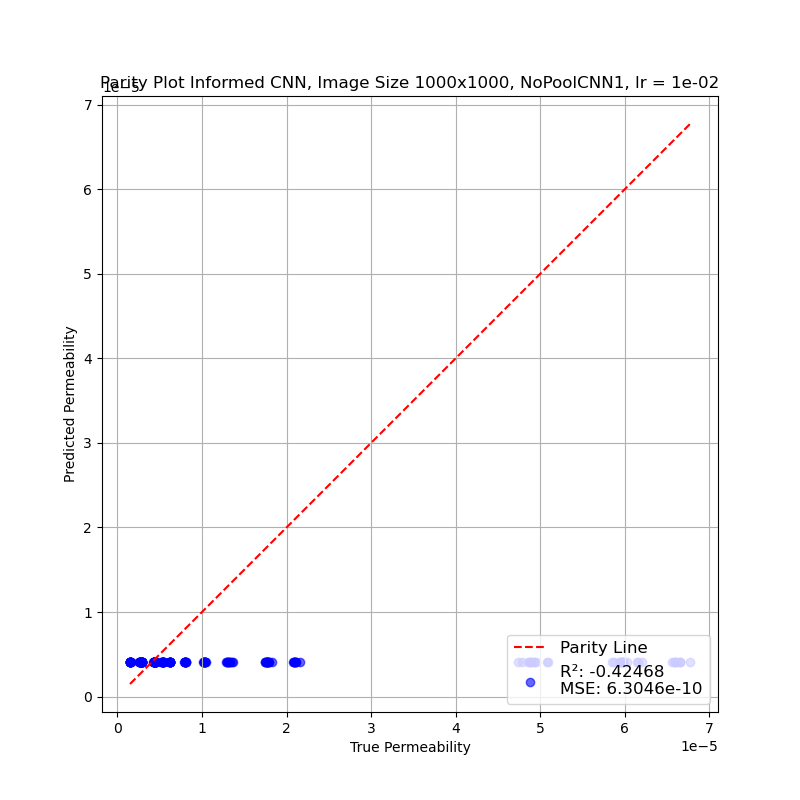 Parity Plot Informed CNN, Image Size 1000x1000, NoPoolCNN1, lr = 1e-02
1e−5
7
6
5
4
3
2
1
0
Predicted Permeability
Parity Line
R²: -0.42468
MSE: 6.3046e-10
0 1 2 3 4 5 6 7
True Permeability
1e−5